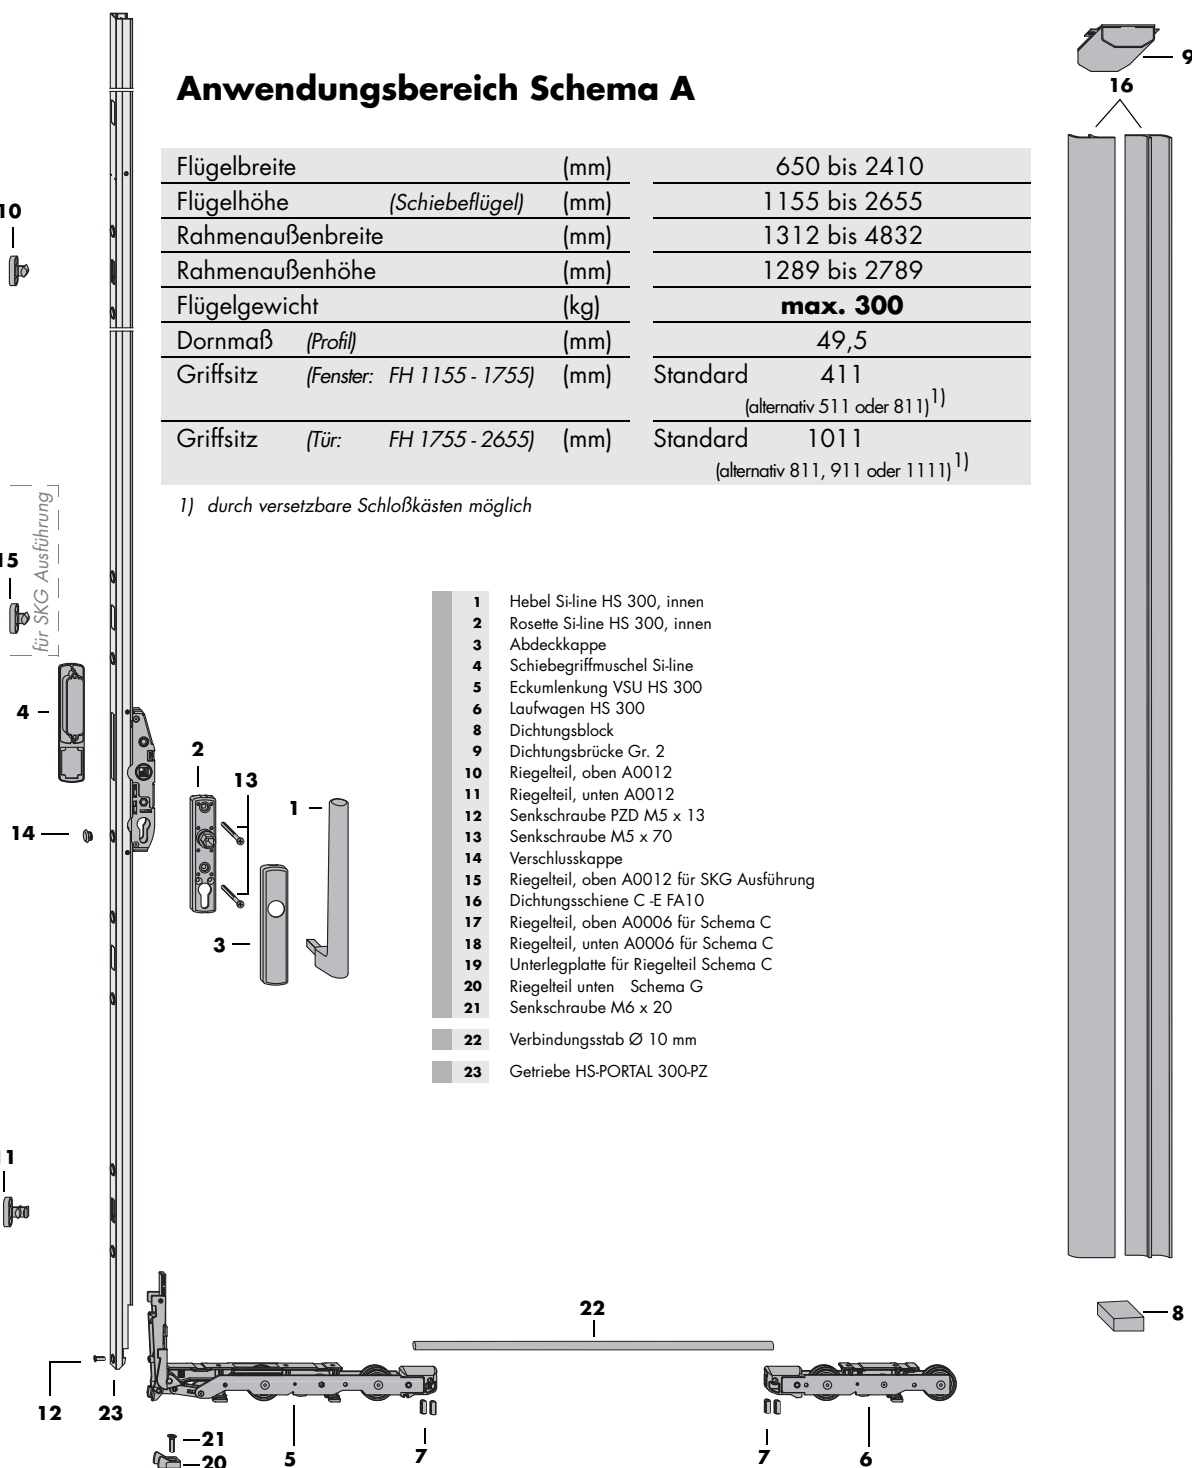 Anwendungsbereich Schema A
Flügelbreite (mm) 650 bis 2410
Flügelhöhe (Schiebeflügel) (mm) 1155 bis 2655
Rahmenaußenbreite (mm) 1312 bis 4832
Rahmenaußenhöhe (mm) 1289 bis 2789
Flügelgewicht (kg) max. 300
Dornmaß (Profil) (mm) 49,5
Griffsitz (Fenster: FH 1155 - 1755) (mm) Standard 411
(alternativ 511 oder 811)1)
Griffsitz (Tür: FH 1755 - 2655) (mm) Standard 1011
(alternativ 811, 911 oder 1111)1)
1) durch versetzbare Schloßkästen möglich
9
16
10
15
für SKG Ausführung
4
14
2
13
1
3
1 Hebel Si-line HS 300, innen
2 Rosette Si-line HS 300, innen
3 Abdeckkappe
4 Schiebegriffmuschel Si-line
5 Eckumlenkung VSU HS 300
6 Laufwagen HS 300
8 Dichtungsblock
9 Dichtungsbrücke Gr. 2
10 Riegelteil, oben A0012
11 Riegelteil, unten A0012
12 Senkschraube PZD M5 x 13
13 Senkschraube M5 x 70
14 Verschlusskappe
15 Riegelteil, oben A0012 für SKG Ausführung
16 Dichtungsschiene C -E FA10
17 Riegelteil, oben A0006 für Schema C
18 Riegelteil, unten A0006 für Schema C
19 Unterlegplatte für Riegelteil Schema C
20 Riegelteil unten Schema G
21 Senkschraube M6 x 20
22 Verbindungsstab Ø 10 mm
23 Getriebe HS-PORTAL 300-PZ
11
22
8
12
23
21
20
5
7
7
6